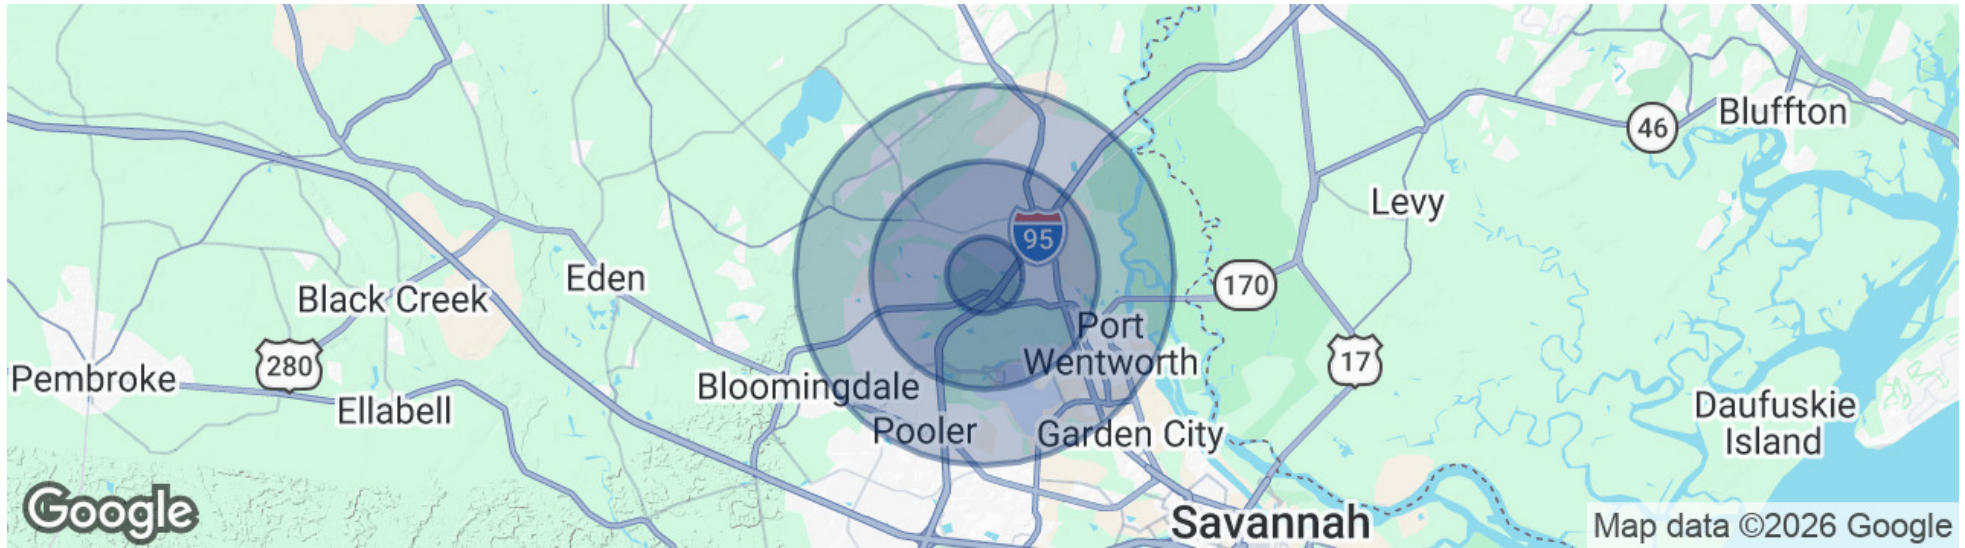 46
Bluffton
Levy
95
Eden
170
Black Creek
Port
Wentworth
280
17
Pembroke
Bloomingdale
Ellabell
Daufuskie
Island
Pooler
Garden City
Google
Savannah
Map data ©2026 Google